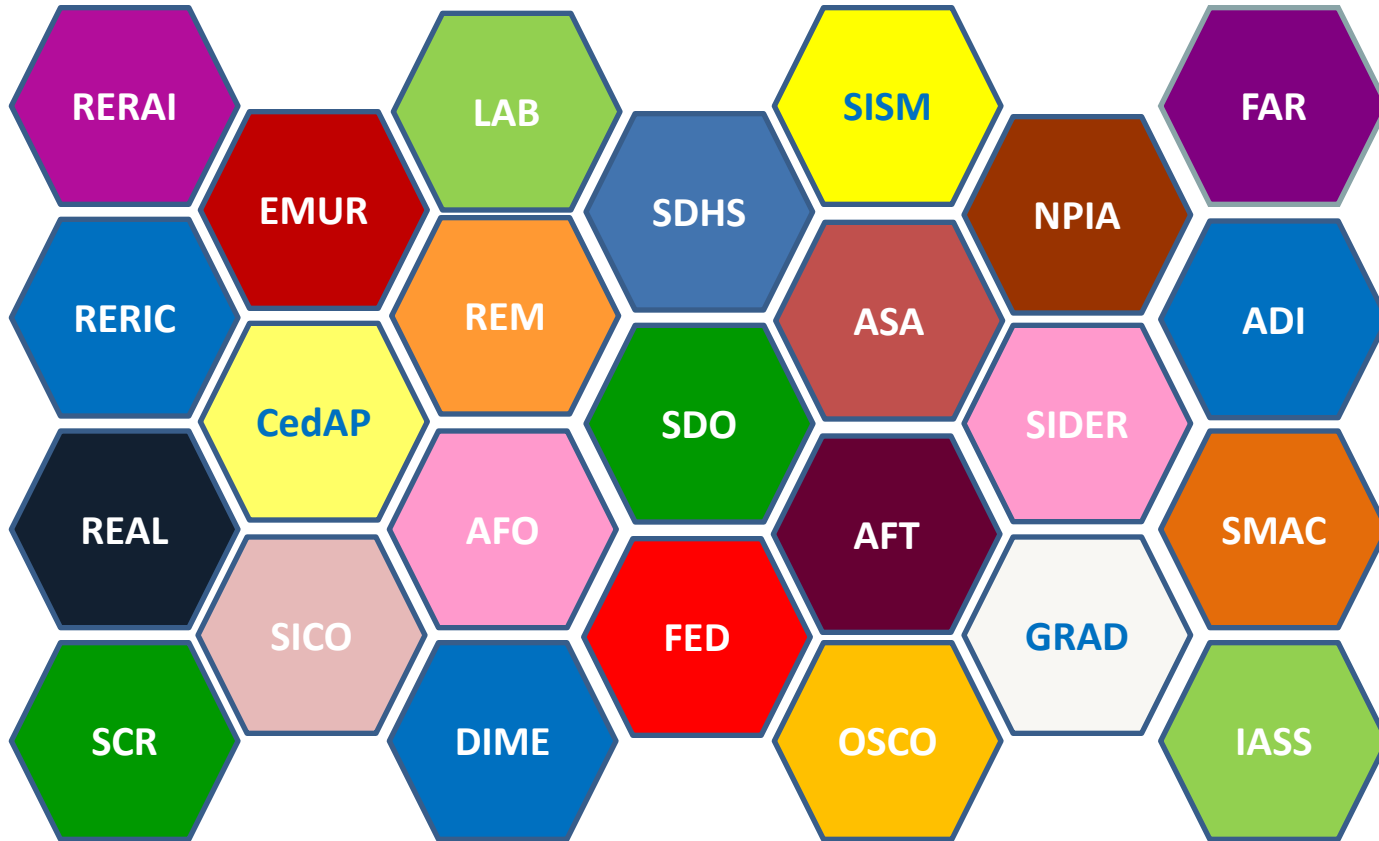 RERAI
LAB
SISM
FAR
EMUR
SDHS
NPIA
RERIC
REM
ASA
ADI
CedAP
SDO
SIDER
REAL
AFO
AFT
SMAC
SICO
FED
GRAD
SCR
DIME
OSCO
IASS